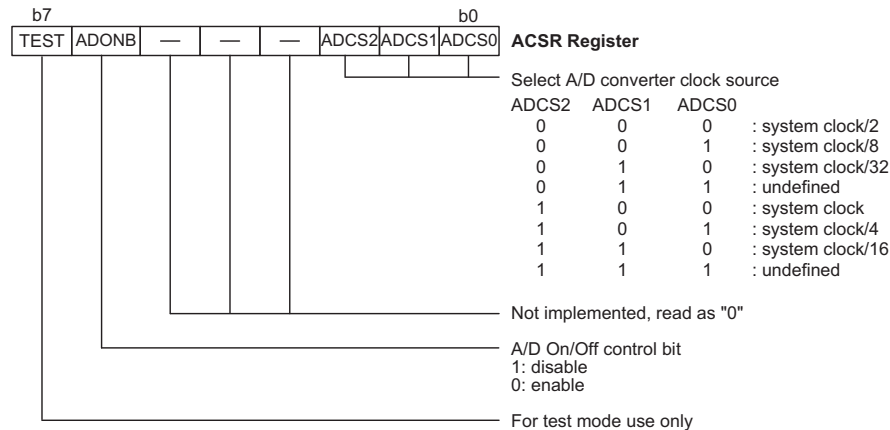 b7 b0
TEST ADONB — — — ADCS2 ADCS1 ADCS0 ACSR Register
Select A/D converter clock source
ADCS2 ADCS1 ADCS0
0 0 0 : system clock/2
0 0 1 : system clock/8
0 1 0 : system clock/32
0 1 1 : undefined
1 0 0 : system clock
1 0 1 : system clock/4
1 1 0 : system clock/16
1 1 1 : undefined
Not implemented, read as "0"
A/D On/Off control bit
1: disable
0: enable
For test mode use only